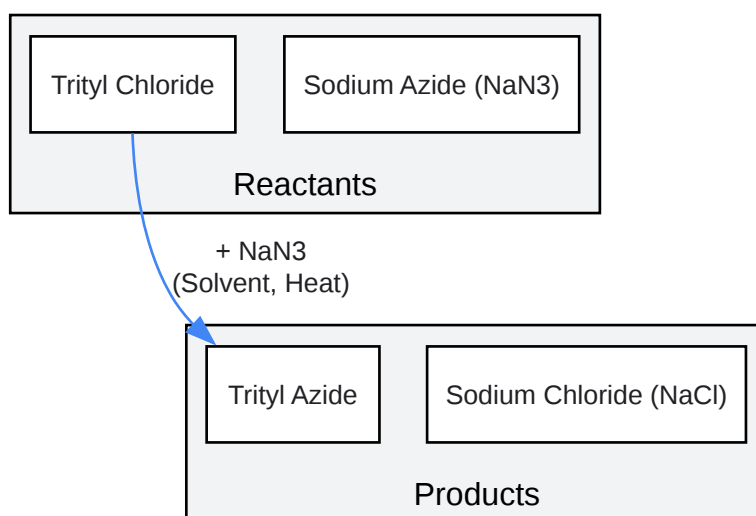 Trityl Chloride
Sodium Azide (NaN3)
Reactants
+ NaN3
(Solvent, Heat)
Trityl Azide
Sodium Chloride (NaCl)
Products